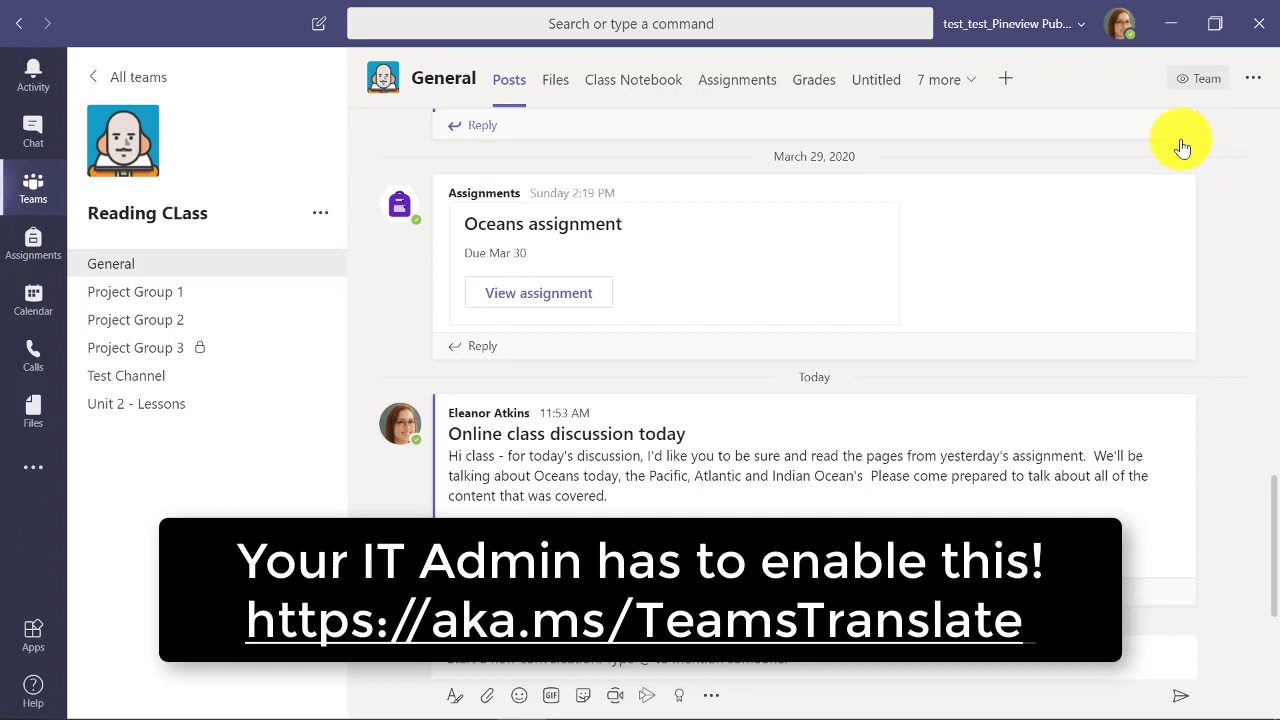 Search or type a command
test_test_Pineview Pub...
Activity
Chat
Teams
Assignments
Calendar
Calls
Files
Apps
Help
All teams
Reading CLass
General
Project Group 1
Project Group 2
Project Group 3
Test Channel
Unit 2 - Lessons
General Posts Files Class Notebook Assignments Grades Untitled 7 more
Team
Reply
March 29, 2020
Assignments Sunday 2:19 PM
Oceans assignment
Due Mar 30
View assignment
Reply
Today
Eleanor Atkins 11:53 AM
Online class discussion today
Hi class - for today's discussion, I'd like you to be sure and read the pages from yesterday's assignment. We'll be
talking about Oceans today, the Pacific, Atlantic and Indian Ocean's Please come prepared to talk about all of the
content that was covered.
Your IT Admin has to enable this!
https://aka.ms/TeamsTranslate
GIF